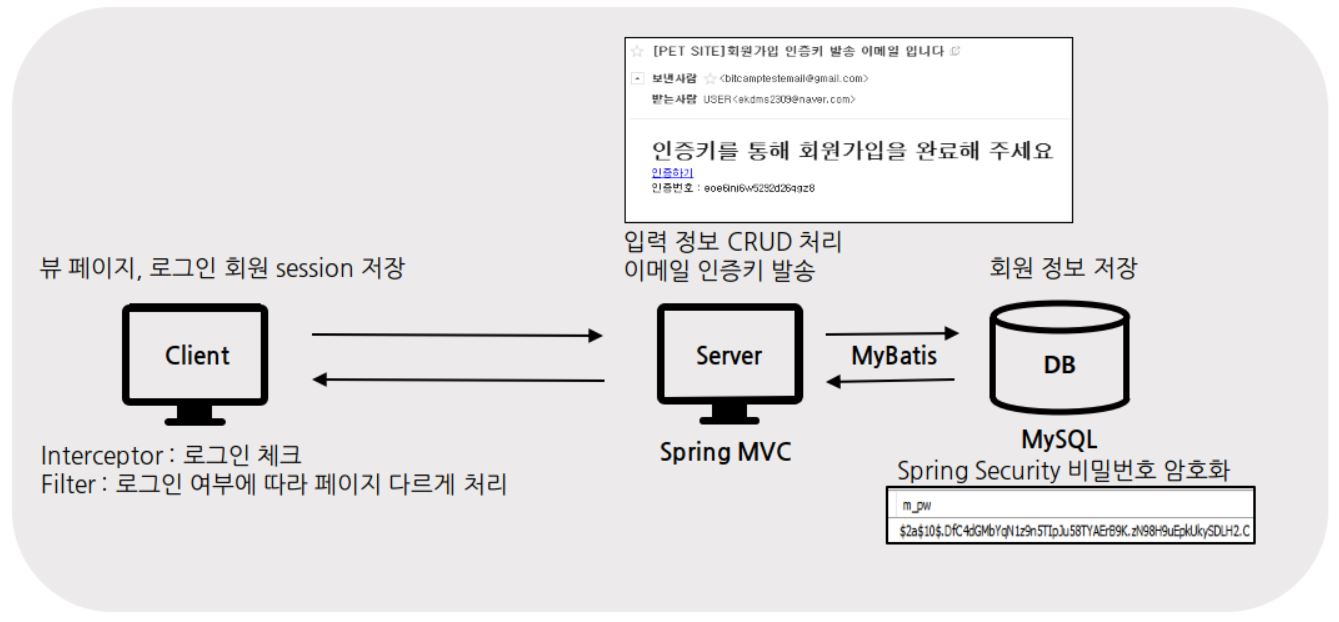 [PET SITE]회원가입 인증키 발송 이메일 입니다
보낸사람 <bitcamptestemail@gmail.com>
받는사람 USER<ekdms2309@naver.com>
인증키를 통해 회원가입을 완료해 주세요
인증하기
인증번호 : eoe6ini6w5292d26qgz8
입력 정보 CRUD 처리
이메일 인증키 발송
뷰 페이지, 로그인 회원 session 저장
회원 정보 저장
Client
Server
MyBatis
DB
Spring MVC
MySQL
Interceptor : 로그인 체크
Filter : 로그인 여부에 따라 페이지 다르게 처리
Spring Security 비밀번호 암호화
m_pw
$2a$10$.DfC4dGMbYqN1z9n5TIpJu58TYAErB9K.zN98H9uEpkUkySDLH2.C